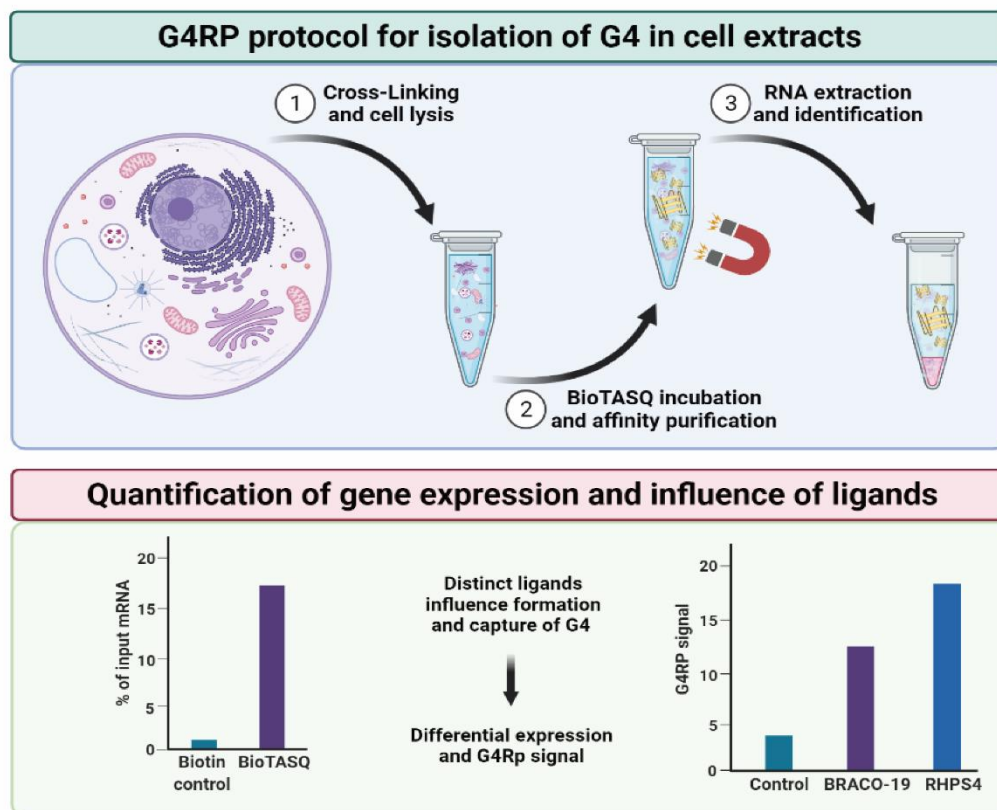 G4RP protocol for isolation of G4 in cell extracts
1
Cross-Linking
and cell lysis
3
RNA extraction
and identification
2
BioTASQ incubation
and affinity purification
Quantification of gene expression and influence of ligands
% of input mRNA
20
15
10
5
0
Biotin
control
BioTASQ
Distinct ligands
influence formation
and capture of G4
Differential expression
and G4Rp signal
G4RP signal
20
15
10
5
0
Control
BRACO-19
RHPS4